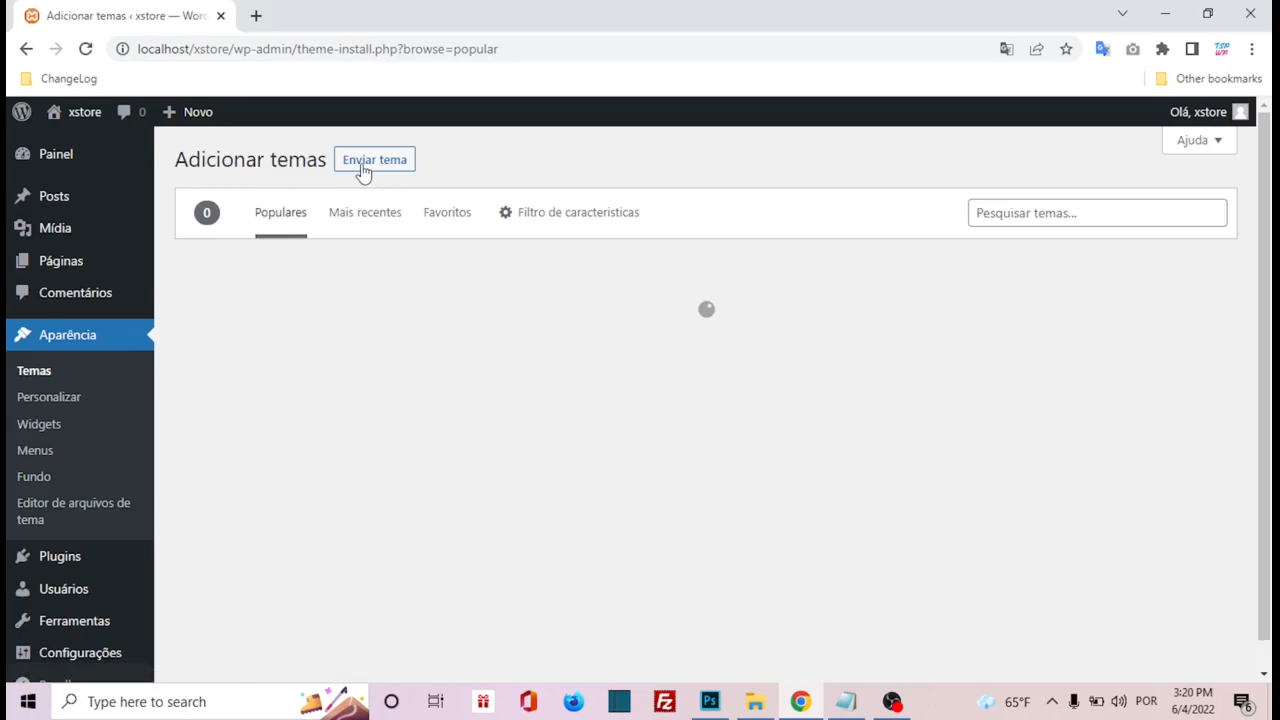 Adicionar temas ‹ xstore — Wor
localhost/xstore/wp-admin/theme-install.php?browse=popular
ChangeLog
Other bookmarks
xstore
0
Novo
Olá, xstore
Painel
Posts
Mídia
Páginas
Comentários
Aparência
Temas
Personalizar
Widgets
Menus
Fundo
Editor de arquivos de
tema
Plugins
Usuários
Ferramentas
Configurações
Adicionar temas
Enviar tema
Ajuda
0
Populares
Mais recentes
Favoritos
Filtro de caracteristicas
Pesquisar temas...
Type here to search
65°F
POR
3:20 PM
6/4/2022
6